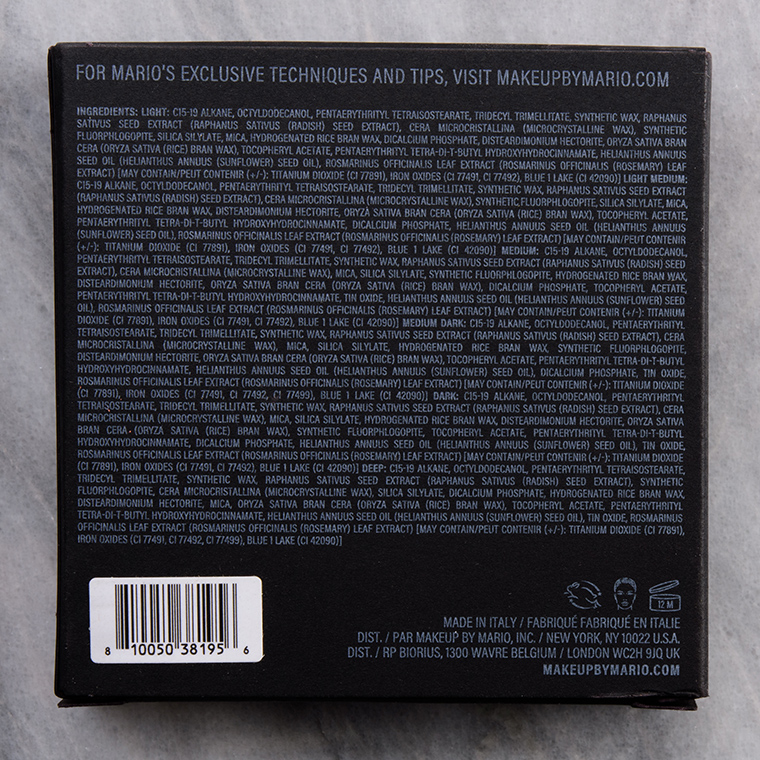 FOR MARIO'S EXCLUSIVE TECHNIQUES AND TIPS, VISIT MAKEUPBYMARIO.COM
INGREDIENTS: LIGHT: C15-19 ALKANE, OCTYLDODECANOL, PENTAERYTHRITYL TETRAISOSTEARATE, TRIDECYL TRIMELLITATE, SYNTHETIC WAX, RAPHANUS
SATIVUS SEED EXTRACT (RAPHANUS SATIVUS (RADISH) SEED EXTRACT), CERA MICROCRISTALLINA (MICROCRYSTALLINE WAX), SYNTHETIC
FLUORPHLOGOPITE, SILICA SILYLATE, MICA, HYDROGENATED RICE BRAN WAX, DICALCIUM PHOSPHATE, DISTEARDIMONIUM HECTORITE, ORYZA SATIVA BRAN
CERA (ORYZA SATIVA (RICE) BRAN WAX), TOCOPHERYL ACETATE, PENTAERYTHRITYL TETRA-DI-T-BUTYL HYDROXYHYDROCINNAMATE, HELIANTHUS ANNUUS
SEED OIL (HELIANTHUS ANNUUS (SUNFLOWER) SEED OIL), ROSMARINUS OFFICINALIS LEAF EXTRACT (ROSMARINUS OFFICINALIS (ROSEMARY) LEAF
EXTRACT) [MAY CONTAIN/PEUT CONTENIR (+/-): TITANIUM DIOXIDE (CI 77891), IRON OXIDES (CI 77491, CI 77492, CI 77499), BLUE 1 LAKE (CI 42090)] LIGHT MEDIUM:
C15-19 ALKANE, OCTYLDODECANOL, PENTAERYTHRITYL TETRAISOSTEARATE, TRIDECYL TRIMELLITATE, SYNTHETIC WAX, RAPHANUS SATIVUS SEED EXTRACT
(RAPHANUS SATIVUS (RADISH) SEED EXTRACT), CERA MICROCRISTALLINA (MICROCRYSTALLINE WAX), SYNTHETIC FLUORPHLOGOPITE, SILICA SILYLATE, MICA,
HYDROGENATED RICE BRAN WAX, DISTEARDIMONIUM HECTORITE, ORYZA SATIVA BRAN CERA (ORYZA SATIVA (RICE) BRAN WAX), TOCOPHERYL ACETATE,
PENTAERYTHRITYL TETRA-DI-T-BUTYL HYDROXYHYDROCINNAMATE, DICALCIUM PHOSPHATE, HELIANTHUS ANNUUS SEED OIL (HELIANTHUS ANNUUS
(SUNFLOWER) SEED OIL), ROSMARINUS OFFICINALIS LEAF EXTRACT (ROSMARINUS OFFICINALIS (ROSEMARY) LEAF EXTRACT) [MAY CONTAIN/PEUT CONTENIR
(+/-): TITANIUM DIOXIDE (CI 77891), IRON OXIDES (CI 77491, CI 77492), BLUE 1 LAKE (CI 42090)] MEDIUM: C15-19 ALKANE, OCTYLDODECANOL,
PENTAERYTHRITYL TETRAISOSTEARATE, TRIDECYL TRIMELLITATE, SYNTHETIC WAX, RAPHANUS SATIVUS SEED EXTRACT (RAPHANUS SATIVUS (RADISH) SEED
EXTRACT), CERA MICROCRISTALLINA (MICROCRYSTALLINE WAX), MICA, SILICA SILYLATE, SYNTHETIC FLUORPHLOGOPITE, HYDROGENATED RICE BRAN WAX,
DISTEARDIMONIUM HECTORITE, ORYZA SATIVA BRAN CERA (ORYZA SATIVA (RICE) BRAN WAX), DICALCIUM PHOSPHATE, TOCOPHERYL ACETATE,
PENTAERYTHRITYL TETRA-DI-T-BUTYL HYDROXYHYDROCINNAMATE, TIN OXIDE, HELIANTHUS ANNUUS SEED OIL (HELIANTHUS ANNUUS (SUNFLOWER) SEED
OIL), ROSMARINUS OFFICINALIS LEAF EXTRACT (ROSMARINUS OFFICINALIS (ROSEMARY) LEAF EXTRACT) [MAY CONTAIN/PEUT CONTENIR (+/-): TITANIUM
DIOXIDE (CI 77891), IRON OXIDES (CI 77491, CI 77492, CI 77499), BLUE 1 LAKE (CI 42090)] MEDIUM DARK: C15-19 ALKANE, OCTYLDODECANOL, PENTAERYTHRITYL
TETRAISOSTEARATE, TRIDECYL TRIMELLITATE, SYNTHETIC WAX, RAPHANUS SATIVUS SEED EXTRACT (RAPHANUS SATIVUS (RADISH) SEED EXTRACT), CERA
MICROCRISTALLINA (MICROCRYSTALLINE WAX), MICA, SILICA SILYLATE, HYDROGENATED RICE BRAN WAX, SYNTHETIC FLUORPHLOGOPITE,
DISTEARDIMONIUM HECTORITE, ORYZA SATIVA BRAN CERA (ORYZA SATIVA (RICE) BRAN WAX), TOCOPHERYL ACETATE, PENTAERYTHRITYL TETRA-DI-T-BUTYL
HYDROXYHYDROCINNAMATE, HELIANTHUS ANNUUS SEED OIL (HELIANTHUS ANNUUS (SUNFLOWER) SEED OIL), DICALCIUM PHOSPHATE, TIN OXIDE,
ROSMARINUS OFFICINALIS LEAF EXTRACT (ROSMARINUS OFFICINALIS (ROSEMARY) LEAF EXTRACT) [MAY CONTAIN/PEUT CONTENIR (+/-): TITANIUM DIOXIDE
(CI 77891), IRON OXIDES (CI 77491, CI 77492, CI 77499), BLUE 1 LAKE (CI 42090)] DARK: C15-19 ALKANE, OCTYLDODECANOL, PENTAERYTHRITYL
TETRAISOSTEARATE, TRIDECYL TRIMELLITATE, SYNTHETIC WAX, RAPHANUS SATIVUS SEED EXTRACT (RAPHANUS SATIVUS (RADISH) SEED EXTRACT), CERA
MICROCRISTALLINA (MICROCRYSTALLINE WAX), MICA, SILICA SILYLATE, HYDROGENATED RICE BRAN WAX, DISTEARDIMONIUM HECTORITE, ORYZA SATIVA
BRAN CERA (ORYZA SATIVA (RICE) BRAN WAX), SYNTHETIC FLUORPHLOGOPITE, TOCOPHERYL ACETATE, PENTAERYTHRITYL TETRA-DI-T-BUTYL
HYDROXYHYDROCINNAMATE, DICALCIUM PHOSPHATE, HELIANTHUS ANNUUS SEED OIL (HELIANTHUS ANNUUS (SUNFLOWER) SEED OIL), TIN OXIDE,
ROSMARINUS OFFICINALIS LEAF EXTRACT (ROSMARINUS OFFICINALIS (ROSEMARY) LEAF EXTRACT) [MAY CONTAIN/PEUT CONTENIR (+/-): TITANIUM DIOXIDE
(CI 77891), IRON OXIDES (CI 77491, CI 77492, CI 77499), BLUE 1 LAKE (CI 42090)] DEEP: C15-19 ALKANE, OCTYLDODECANOL, PENTAERYTHRITYL TETRAISOSTEARATE,
TRIDECYL TRIMELLITATE, SYNTHETIC WAX, RAPHANUS SATIVUS SEED EXTRACT (RAPHANUS SATIVUS (RADISH) SEED EXTRACT), SYNTHETIC
FLUORPHLOGOPITE, CERA MICROCRISTALLINA (MICROCRYSTALLINE WAX), SILICA SILYLATE, DICALCIUM PHOSPHATE, HYDROGENATED RICE BRAN WAX,
DISTEARDIMONIUM HECTORITE, MICA, ORYZA SATIVA BRAN CERA (ORYZA SATIVA (RICE) BRAN WAX), TOCOPHERYL ACETATE, PENTAERYTHRITYL
TETRA-DI-T-BUTYL HYDROXYHYDROCINNAMATE, HELIANTHUS ANNUUS SEED OIL (HELIANTHUS ANNUUS (SUNFLOWER) SEED OIL), TIN OXIDE, ROSMARINUS
OFFICINALIS LEAF EXTRACT (ROSMARINUS OFFICINALIS (ROSEMARY) LEAF EXTRACT) [MAY CONTAIN/PEUT CONTENIR (+/-): TITANIUM DIOXIDE (CI 77891),
IRON OXIDES (CI 77491, CI 77492, CI 77499), BLUE 1 LAKE (CI 42090)]
8 10050 38195 6
12 M
MADE IN ITALY / FABRIQUÉ FABRIQUÉ EN ITALIE
DIST. / PAR MAKEUP BY MARIO, INC. / NEW YORK, NY 10022 U.S.A.
DIST. / RP BIORIUS, 1300 WAVRE BELGIUM / LONDON WC2H 9JQ UK
MAKEUPBYMARIO.COM